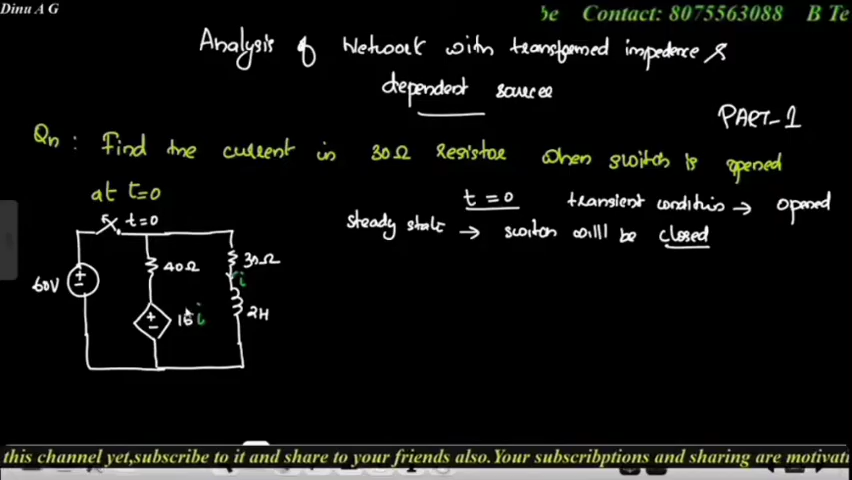 Dinu A G
be Contact: 8075563088 B Te
Analysis of Network with transformed impedence &
dependent source
PART-1
Qn: Find the current in 30Ω Resistor when switch is opened
at t=0
t = 0 transient condition → opened
steady state → switch will be closed
t=0
60V
40Ω
30Ω
i
15i
2H
this channel yet,subscribe to it and share to your friends also.Your subscribptions and sharing are motivat